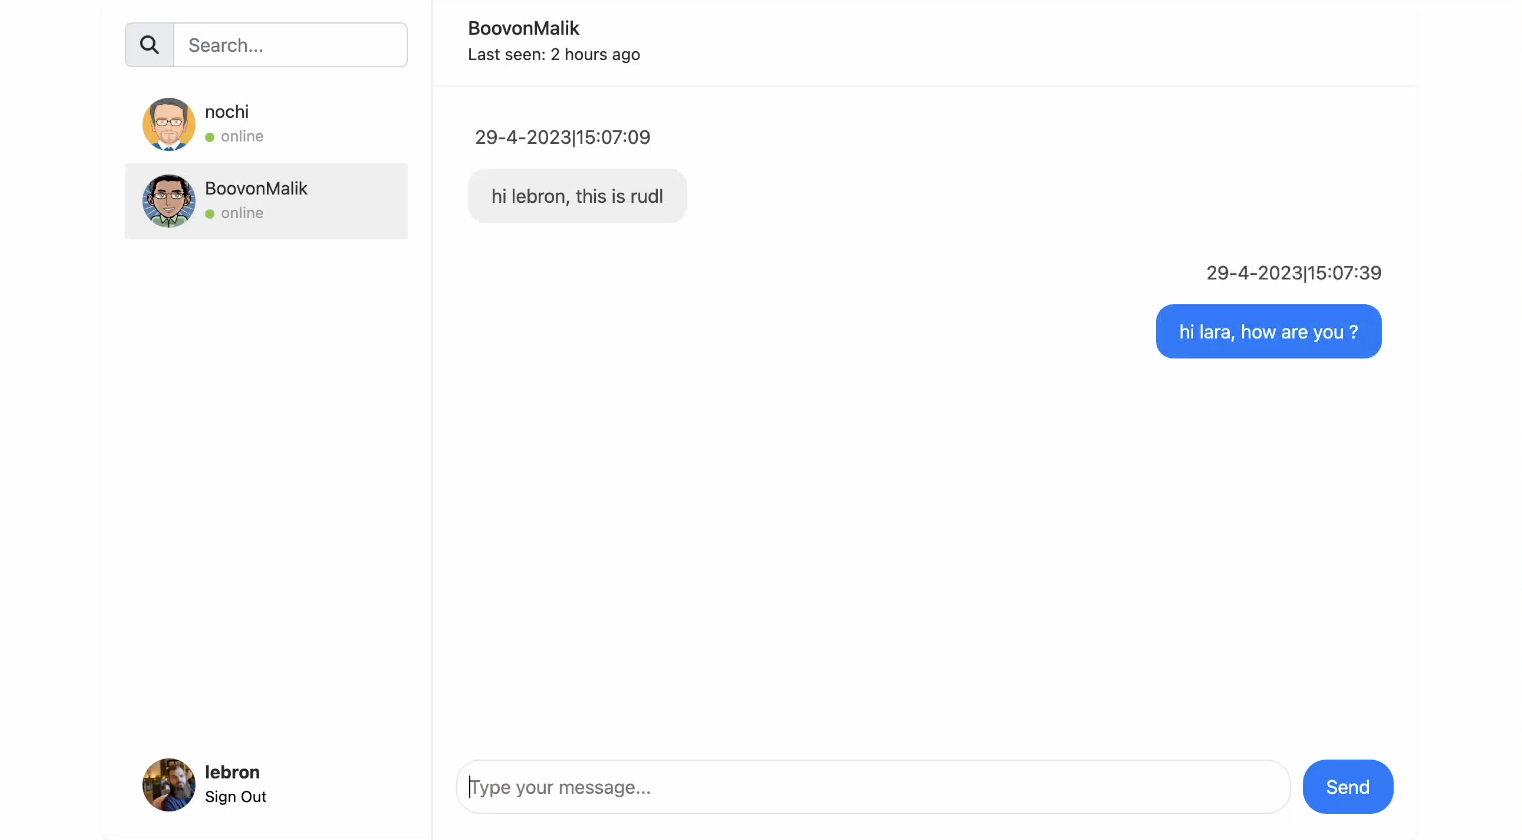 Search...
nochi
online
BoovonMalik
online
lebron
Sign Out
BoovonMalik
Last seen: 2 hours ago
29-4-2023|15:07:09
hi lebron, this is rudl
29-4-2023|15:07:39
hi lara, how are you ?
Type your message...
Send